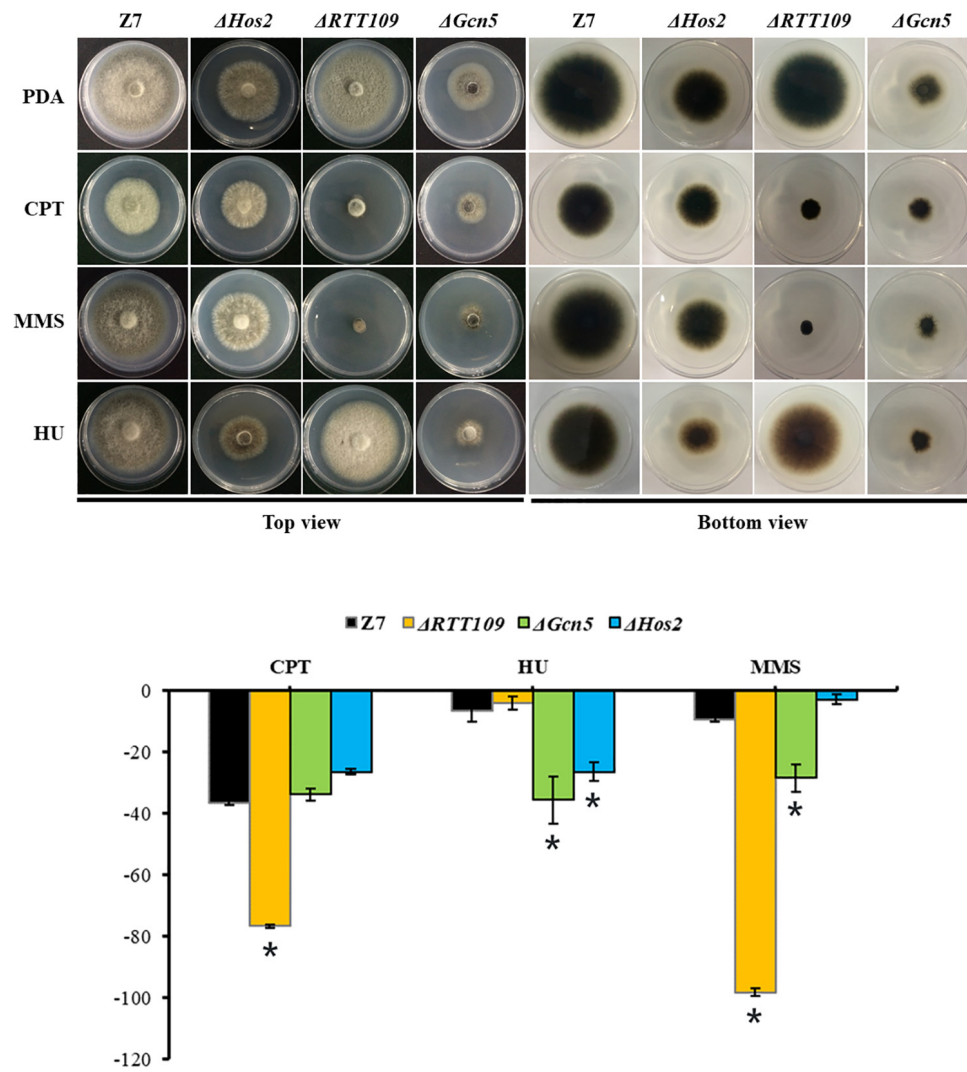 Z7 ΔHos2 ΔRTT109 ΔGcn5 Z7 ΔHos2 ΔRTT109 ΔGcn5
PDA
CPT
MMS
HU
Top view Bottom view
Z7 ΔRTT109 ΔGcn5 ΔHos2
CPT HU MMS
0
-20
* *
-40 *
-60
-80
*
-100
*
-120